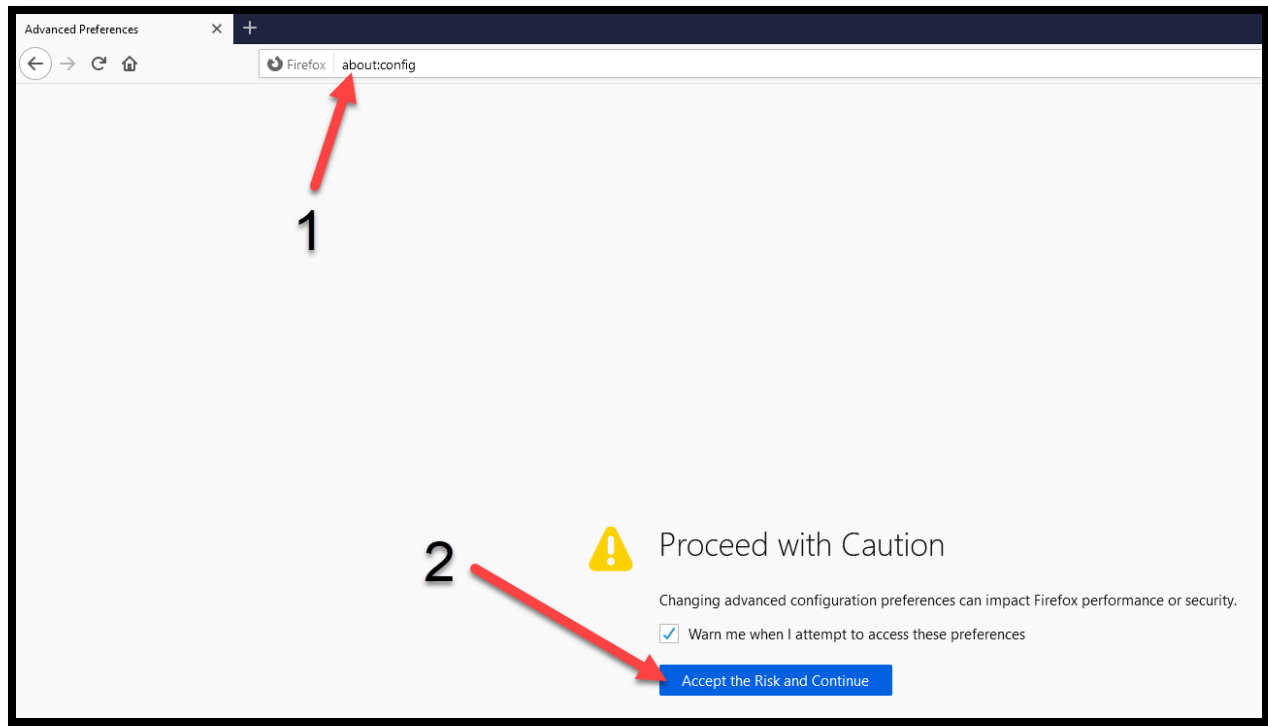 Advanced Preferences
Firefox about:config
1
2
Proceed with Caution
Changing advanced configuration preferences can impact Firefox performance or security.
Warn me when I attempt to access these preferences
Accept the Risk and Continue